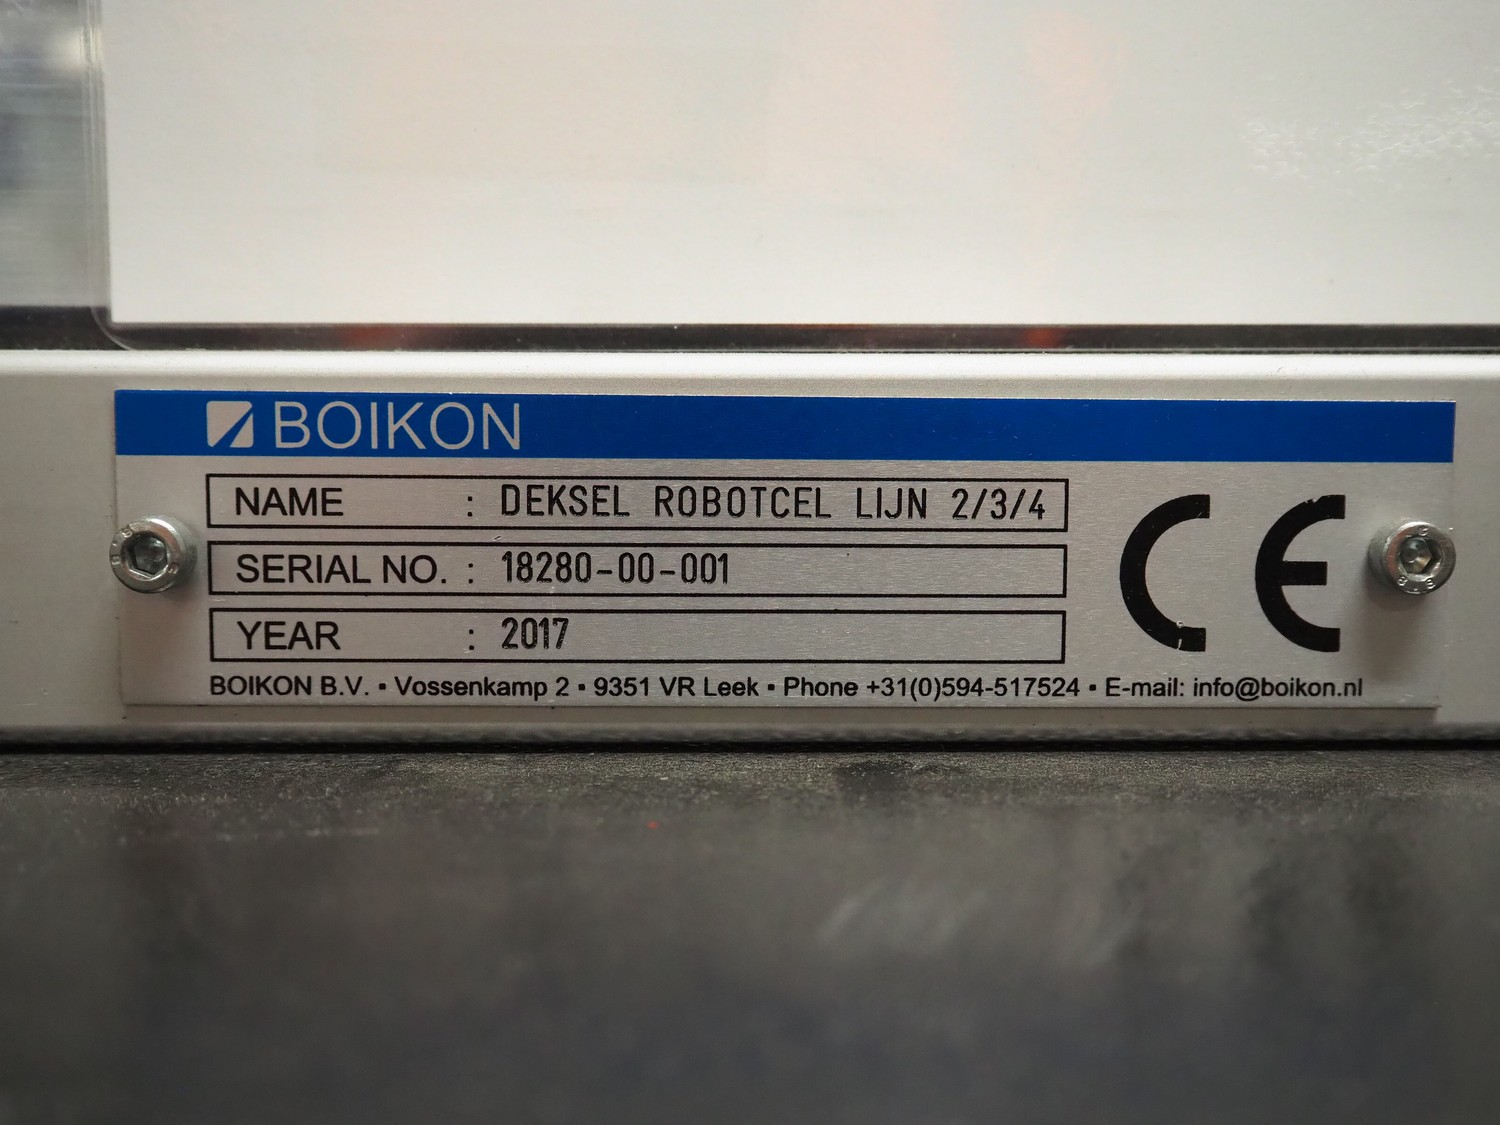 BOIKON
NAME : DEKSEL ROBOTCEL LIJN 2/3/4
SERIAL NO. : 18280-00-001
YEAR : 2017
CE
BOIKON B.V. ▪ Vossenkamp 2 ▪ 9351 VR Leek ▪ Phone +31(0)594-517524 ▪ E-mail: info@boikon.nl